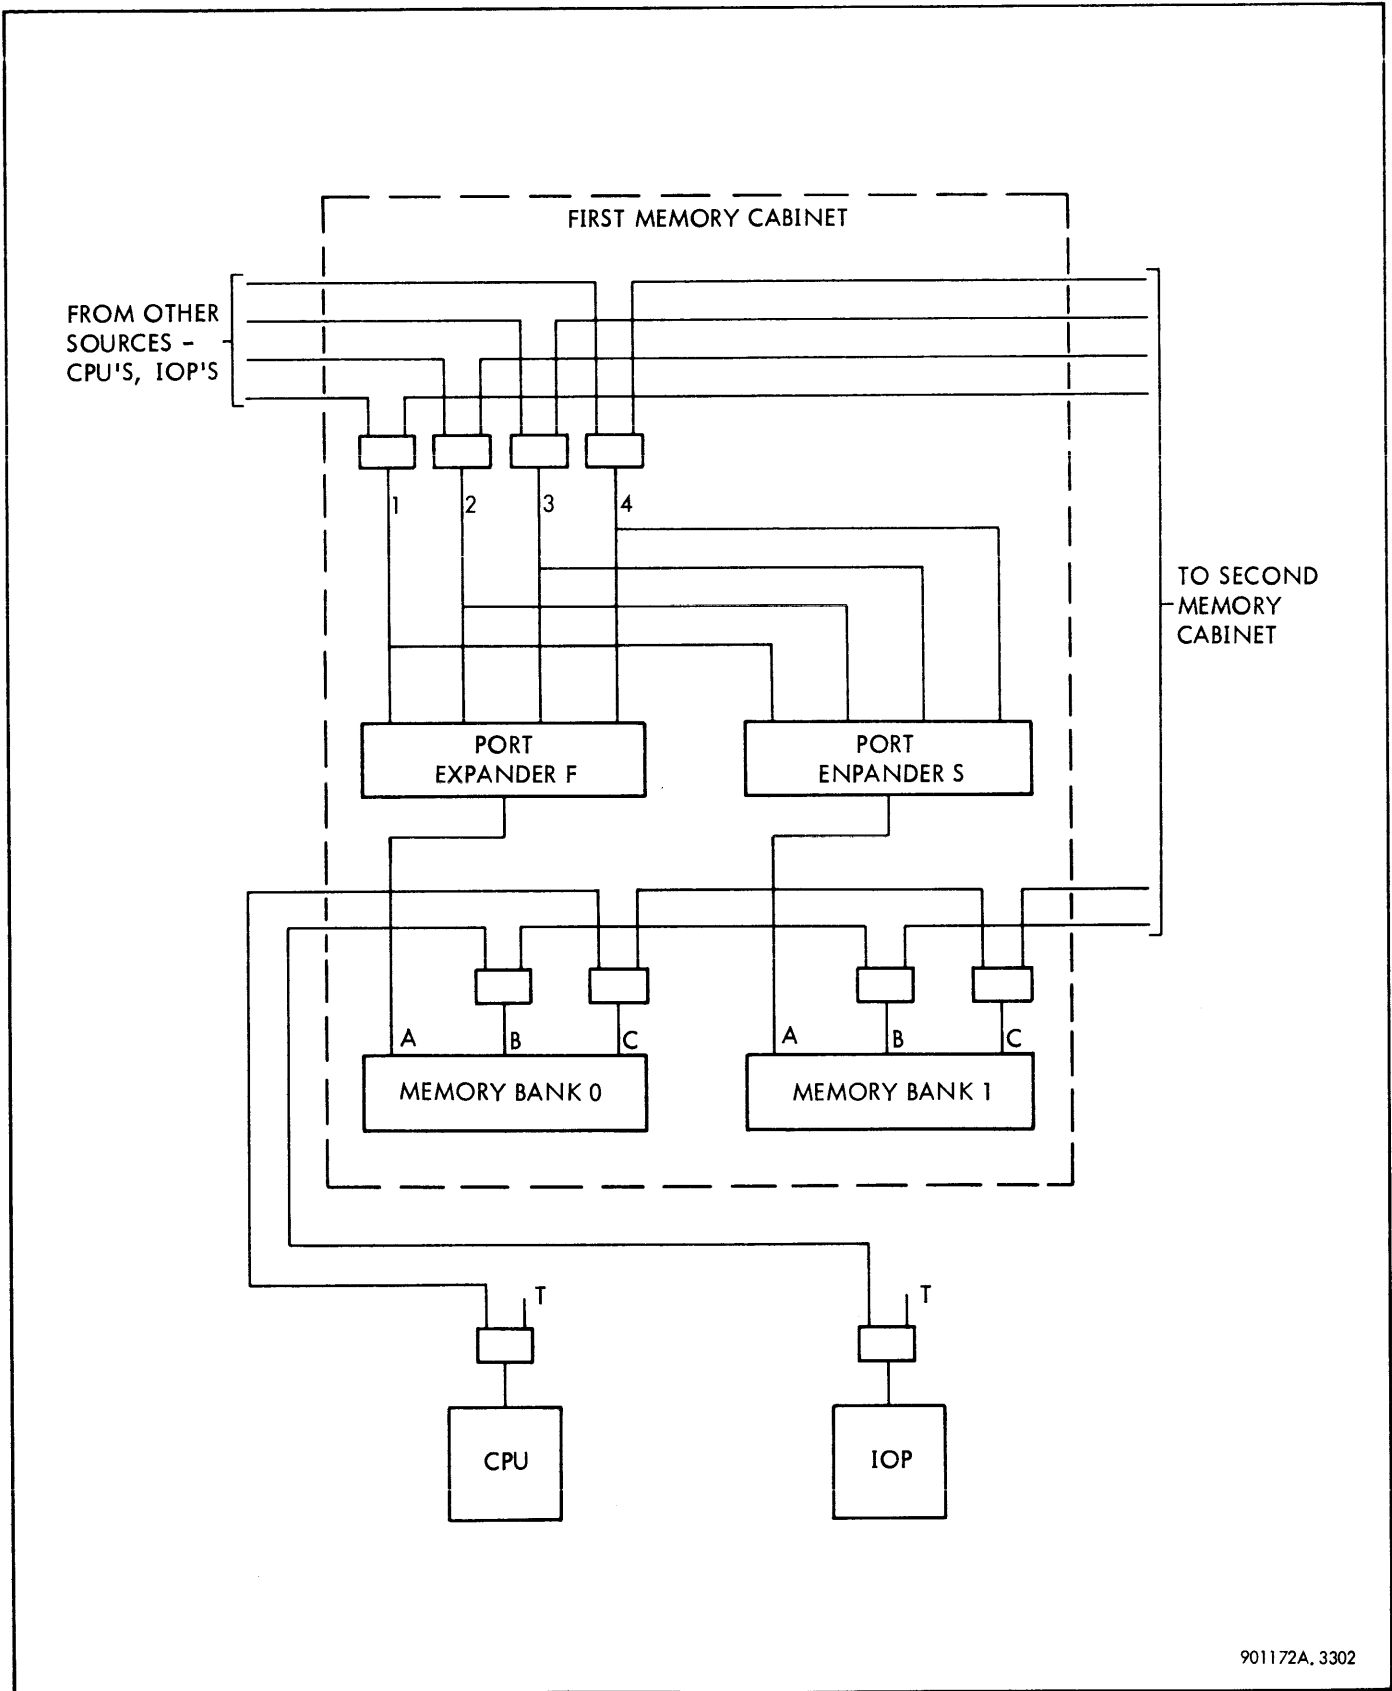 FIRST MEMORY CABINET
FROM OTHER
SOURCES -
CPU'S, IOP'S
1 2 3 4
TO SECOND
MEMORY
CABINET
PORT
EXPANDER F
PORT
ENPANDER S
A B C
A B C
MEMORY BANK 0
MEMORY BANK 1
T
T
CPU
IOP
901172A. 3302